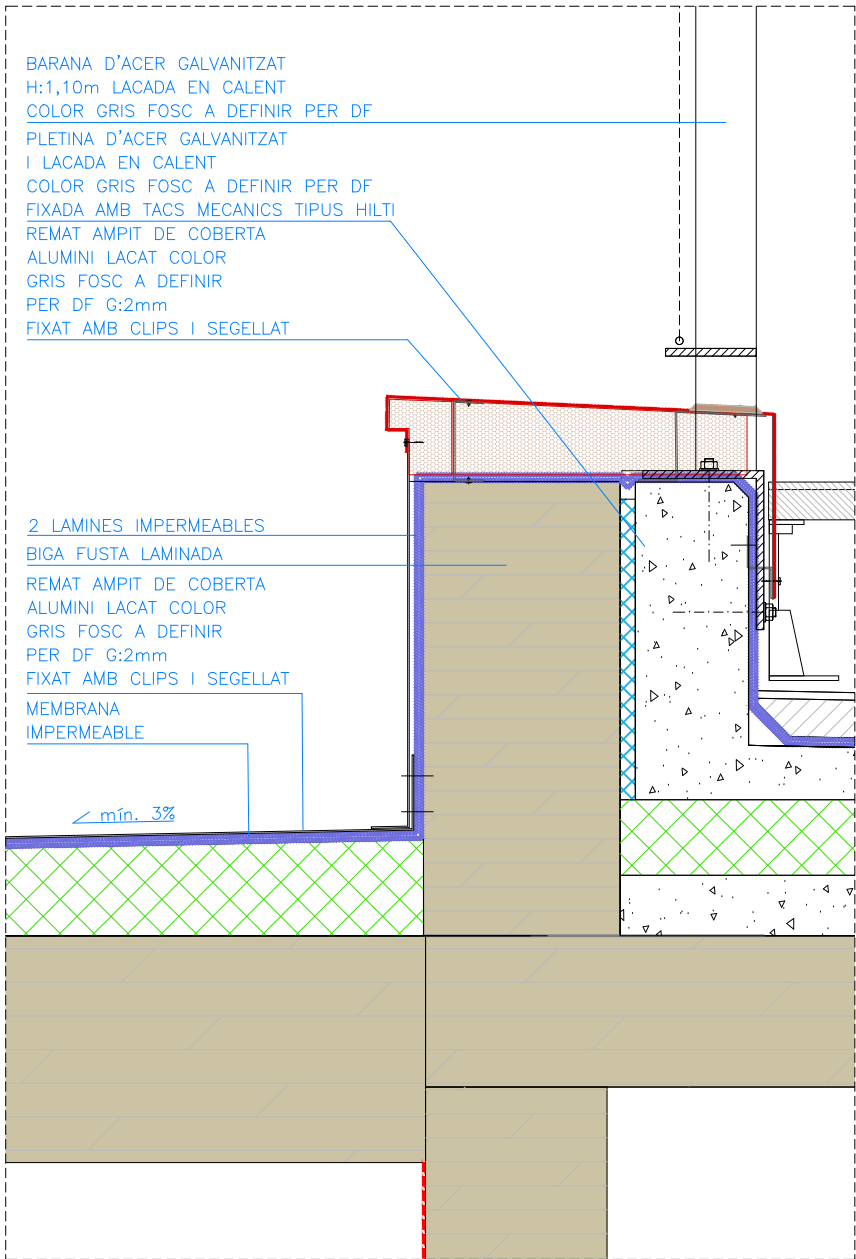 BARANA D'ACER GALVANITZAT
H:1,10m LACADA EN CALENT
COLOR GRIS FOSC A DEFINIR PER DF
PLETINA D'ACER GALVANITZAT
I LACADA EN CALENT
COLOR GRIS FOSC A DEFINIR PER DF
FIXADA AMB TACS MECANICS TIPUS HILTI
REMAT AMPIT DE COBERTA
ALUMINI LACAT COLOR
GRIS FOSC A DEFINIR
PER DF G:2mm
FIXAT AMB CLIPS I SEGELLAT
2 LAMINES IMPERMEABLES
BIGA FUSTA LAMINADA
REMAT AMPIT DE COBERTA
ALUMINI LACAT COLOR
GRIS FOSC A DEFINIR
PER DF G:2mm
FIXAT AMB CLIPS I SEGELLAT
MEMBRANA
IMPERMEABLE
mín. 3%